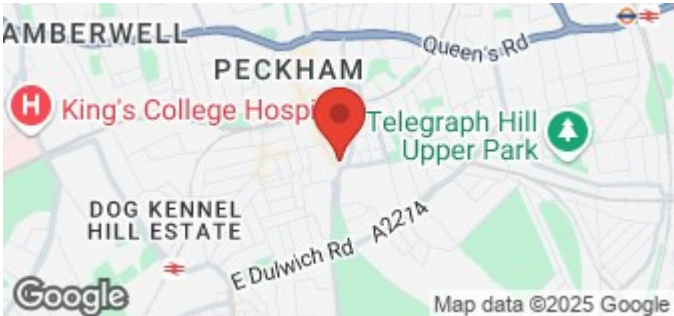 AMBERWELL
Queen's Rd
PECKHAM
H
King's College Hospi
Telegraph Hill
Upper Park
DOG KENNEL
HILL ESTATE
E Dulwich Rd
A2214
Google
Map data ©2025 Google